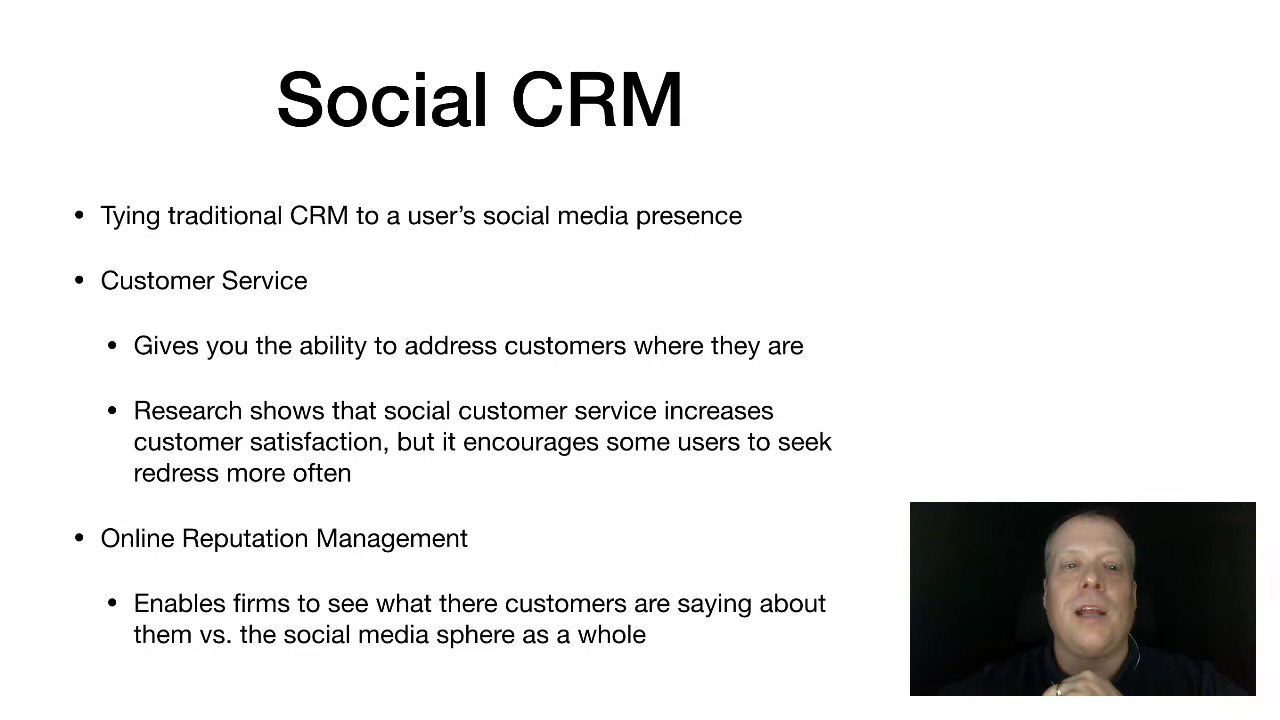 Social CRM
• Tying traditional CRM to a user’s social media presence
• Customer Service
• Gives you the ability to address customers where they are
• Research shows that social customer service increases
customer satisfaction, but it encourages some users to seek
redress more often
• Online Reputation Management
• Enables firms to see what there customers are saying about
them vs. the social media sphere as a whole